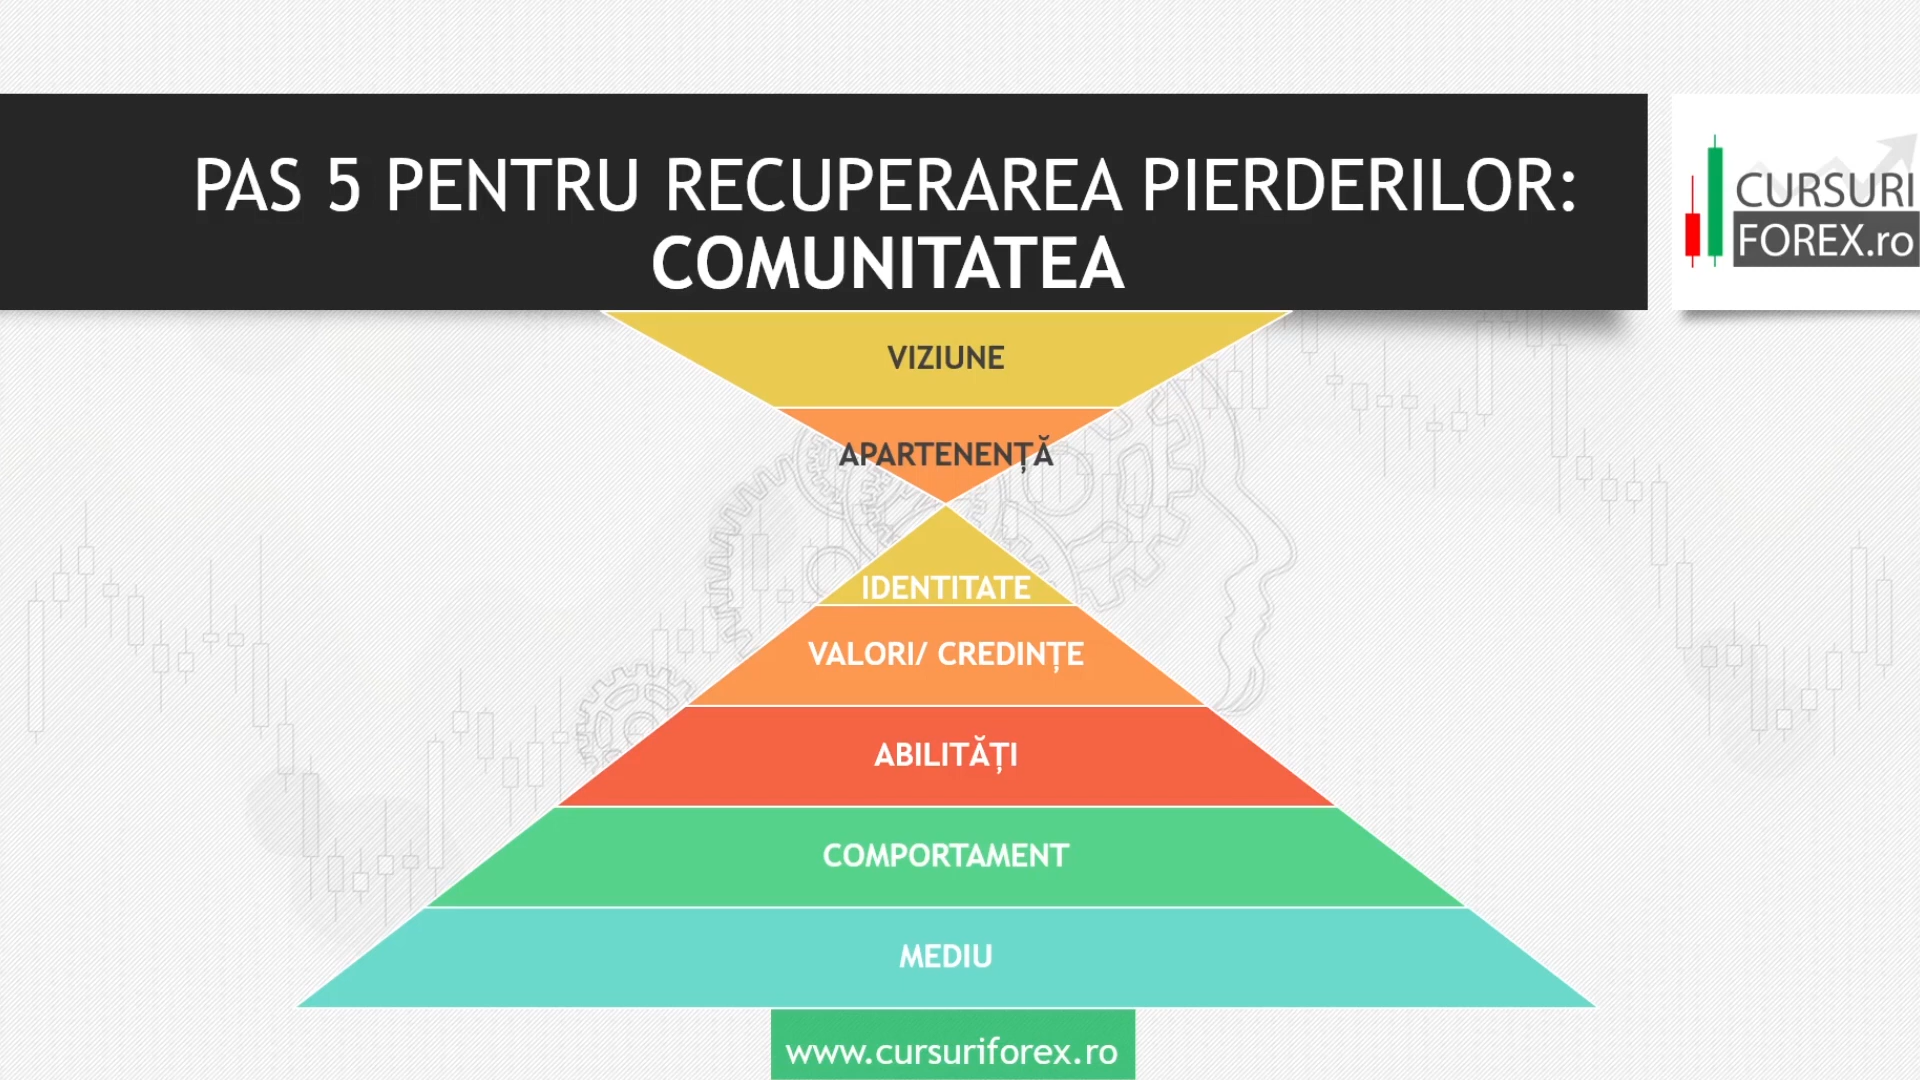 PAS 5 PENTRU RECUPERAREA PIERDERILOR:
COMUNITATEA
CURSURI
FOREX.ro
VIZIUNE
APARTENENȚĂ
IDENTITATE
VALORI/ CREDINȚE
ABILITĂȚI
COMPORTAMENT
MEDIU
www.cursuriforex.ro